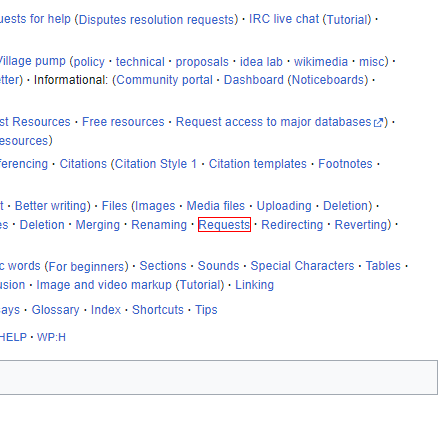 uests for help (Disputes resolution requests) · IRC live chat (Tutorial) ·
Village pump (policy · technical · proposals · idea lab · wikimedia · misc) ·
tter) · Informational: (Community portal · Dashboard (Noticeboards) ·
st Resources · Free resources · Request access to major databases) ·
esources)
ferencing · Citations (Citation Style 1 · Citation templates · Footnotes ·
t · Better writing) · Files (Images · Media files · Uploading · Deletion) ·
es · Deletion · Merging · Renaming · Requests · Redirecting · Reverting) ·
c words (For beginners) · Sections · Sounds · Special Characters · Tables ·
usion · Image and video markup (Tutorial) · Linking
ays · Glossary · Index · Shortcuts · Tips
HELP · WP:H